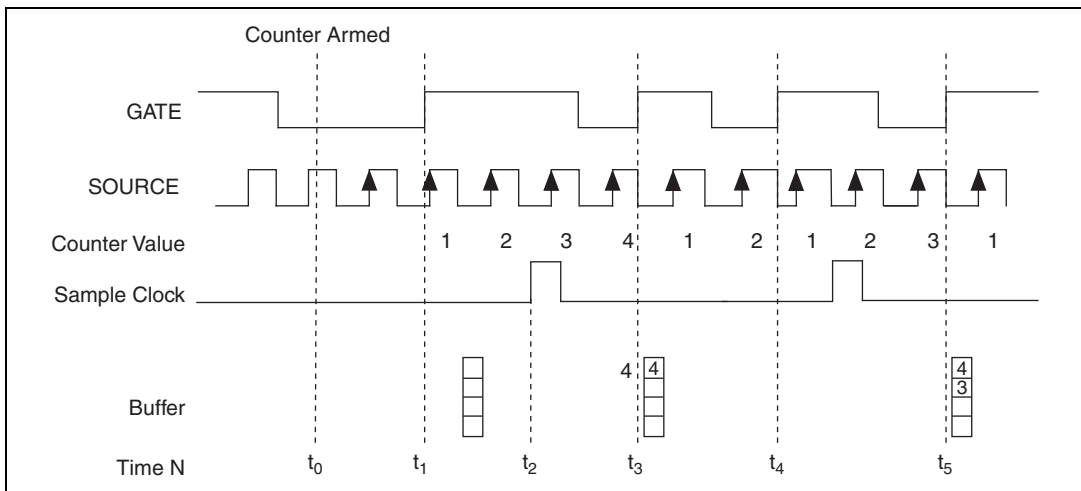 Counter Armed
GATE
SOURCE
Counter Value 1 2 3 4 1 2 1 2 3 1
Sample Clock
4 4 4
3
Buffer
Time N t₀ t₁ t₂ t₃ t₄ t₅